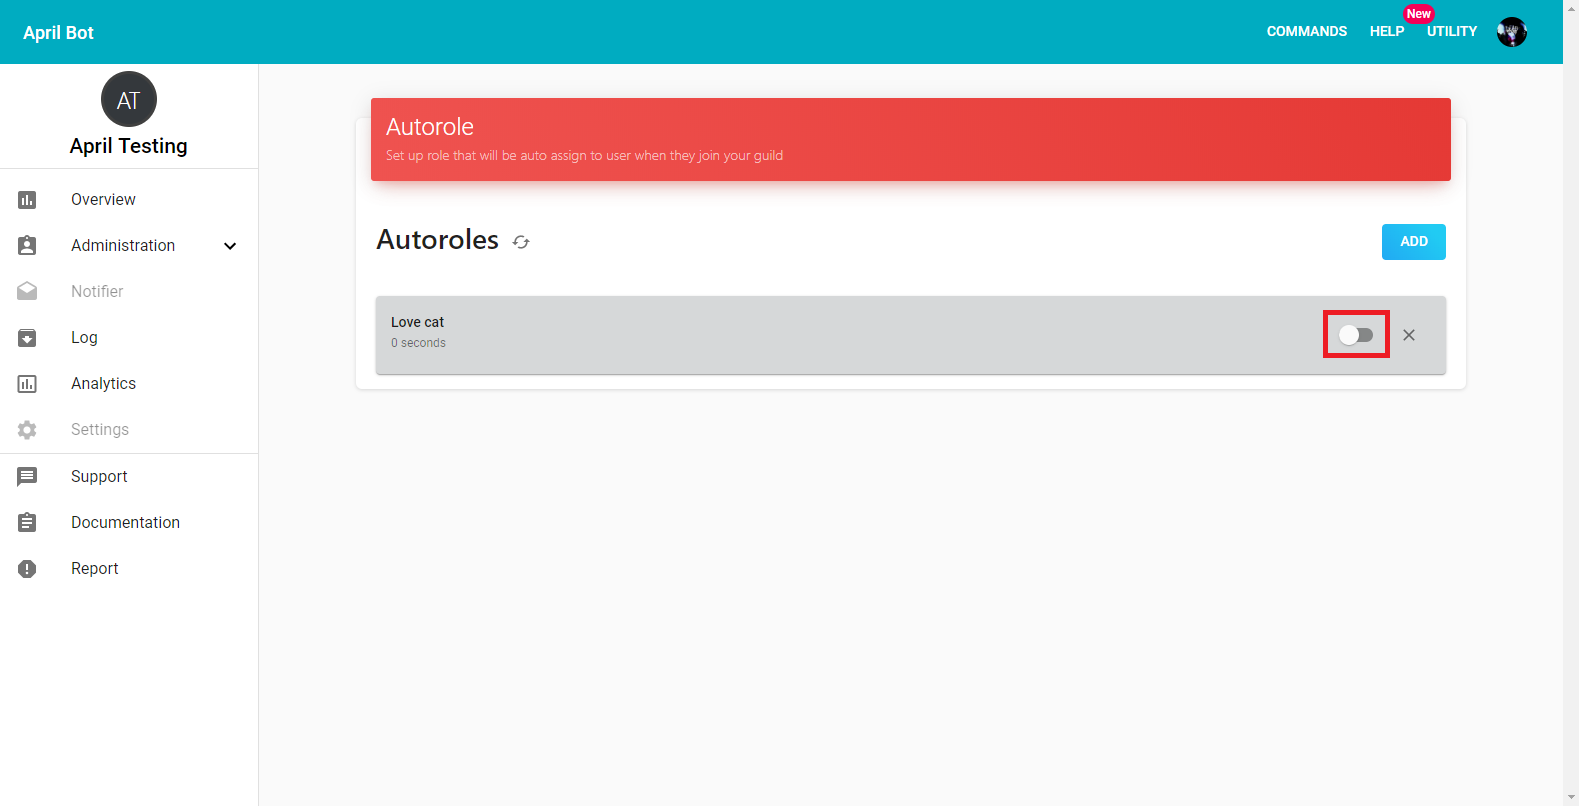 April Bot
COMMANDS
HELP
New
UTILITY
AT
April Testing
Overview
Administration
Notifier
Log
Analytics
Settings
Support
Documentation
Report
Autorole
Set up role that will be auto assign to user when they join your guild
Autoroles
ADD
Love cat
0 seconds